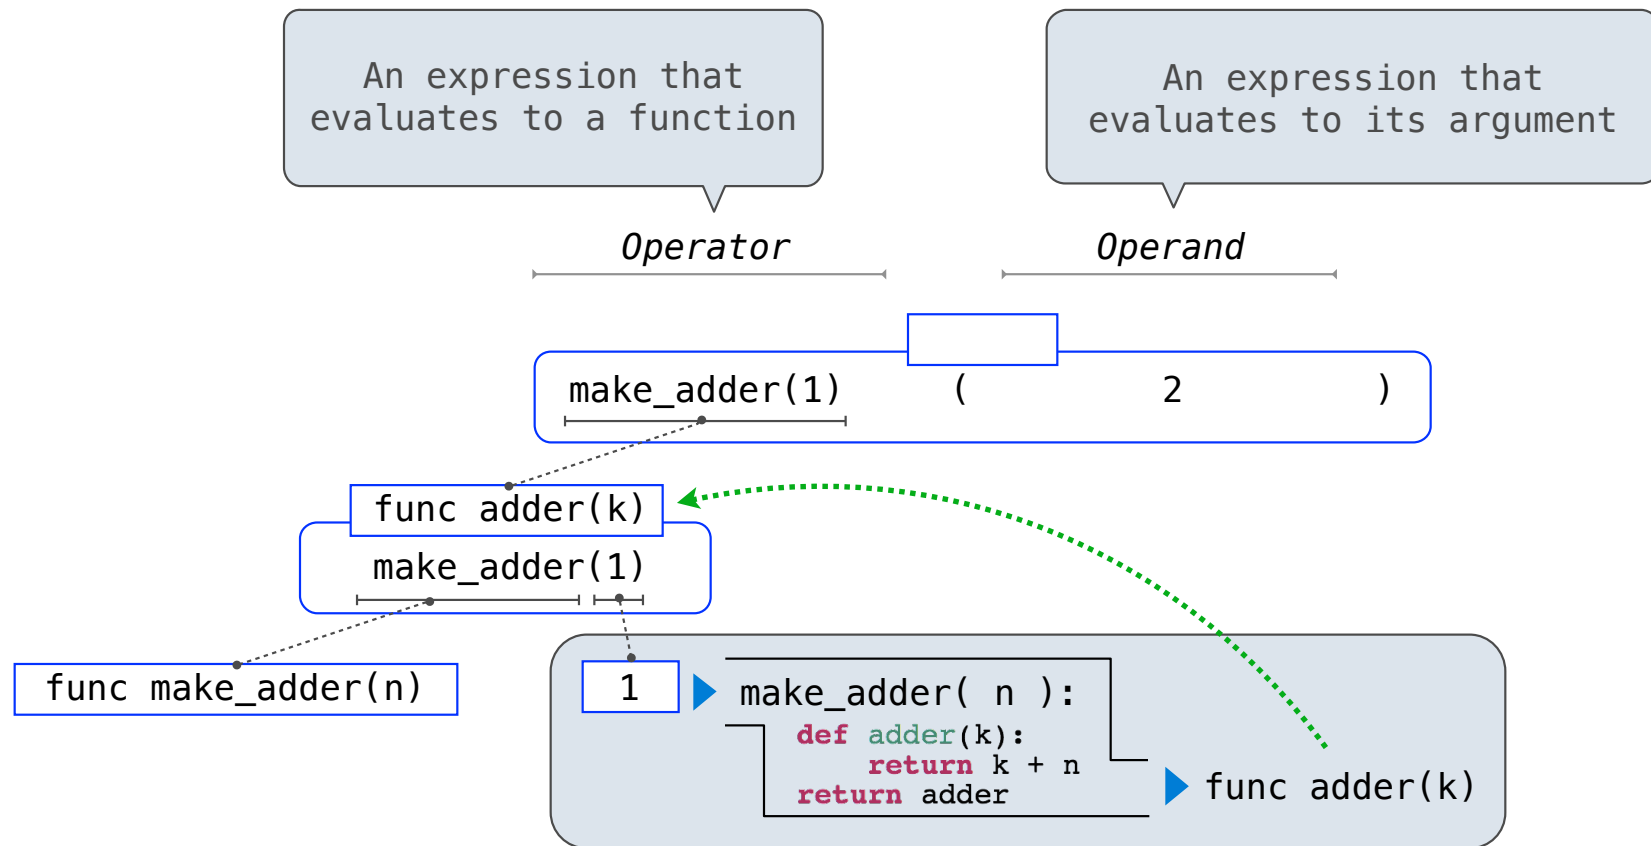 An expression that
evaluates to a function
An expression that
evaluates to its argument
Operator
Operand
make_adder(1) ( 2 )
func adder(k)
make_adder(1)
func make_adder(n)
1
make_adder( n ):
def adder(k):
return k + n
return adder
func adder(k)